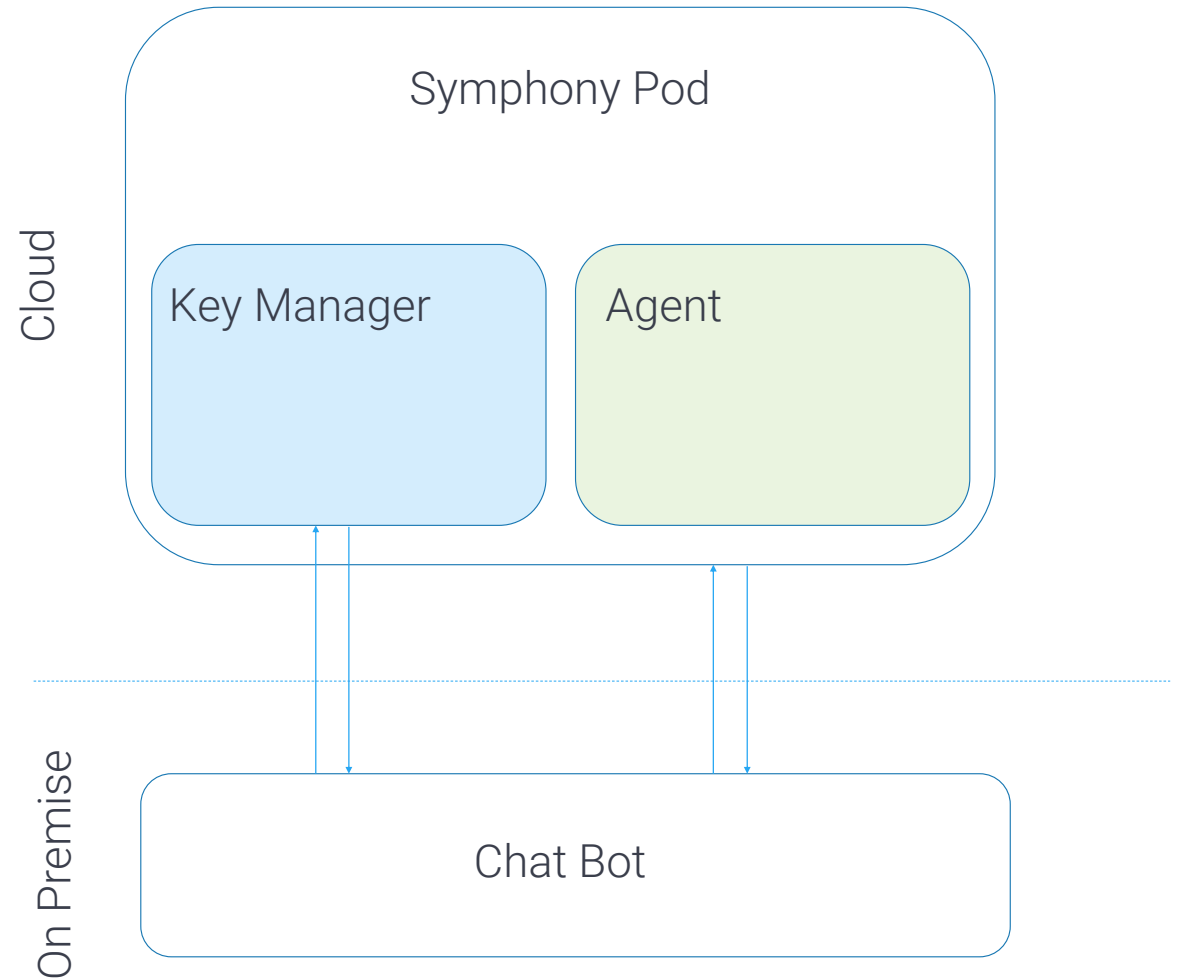 Symphony Pod
Cloud
Key Manager
Agent
On Premise
Chat Bot